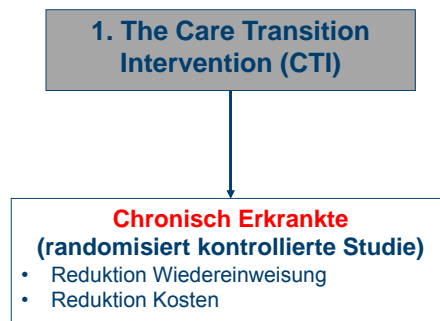 1. The Care Transition
Intervention (CTI)
Chronisch Erkrankte
(randomisiert kontrollierte Studie)
• Reduktion Wiedereinweisung
• Reduktion Kosten